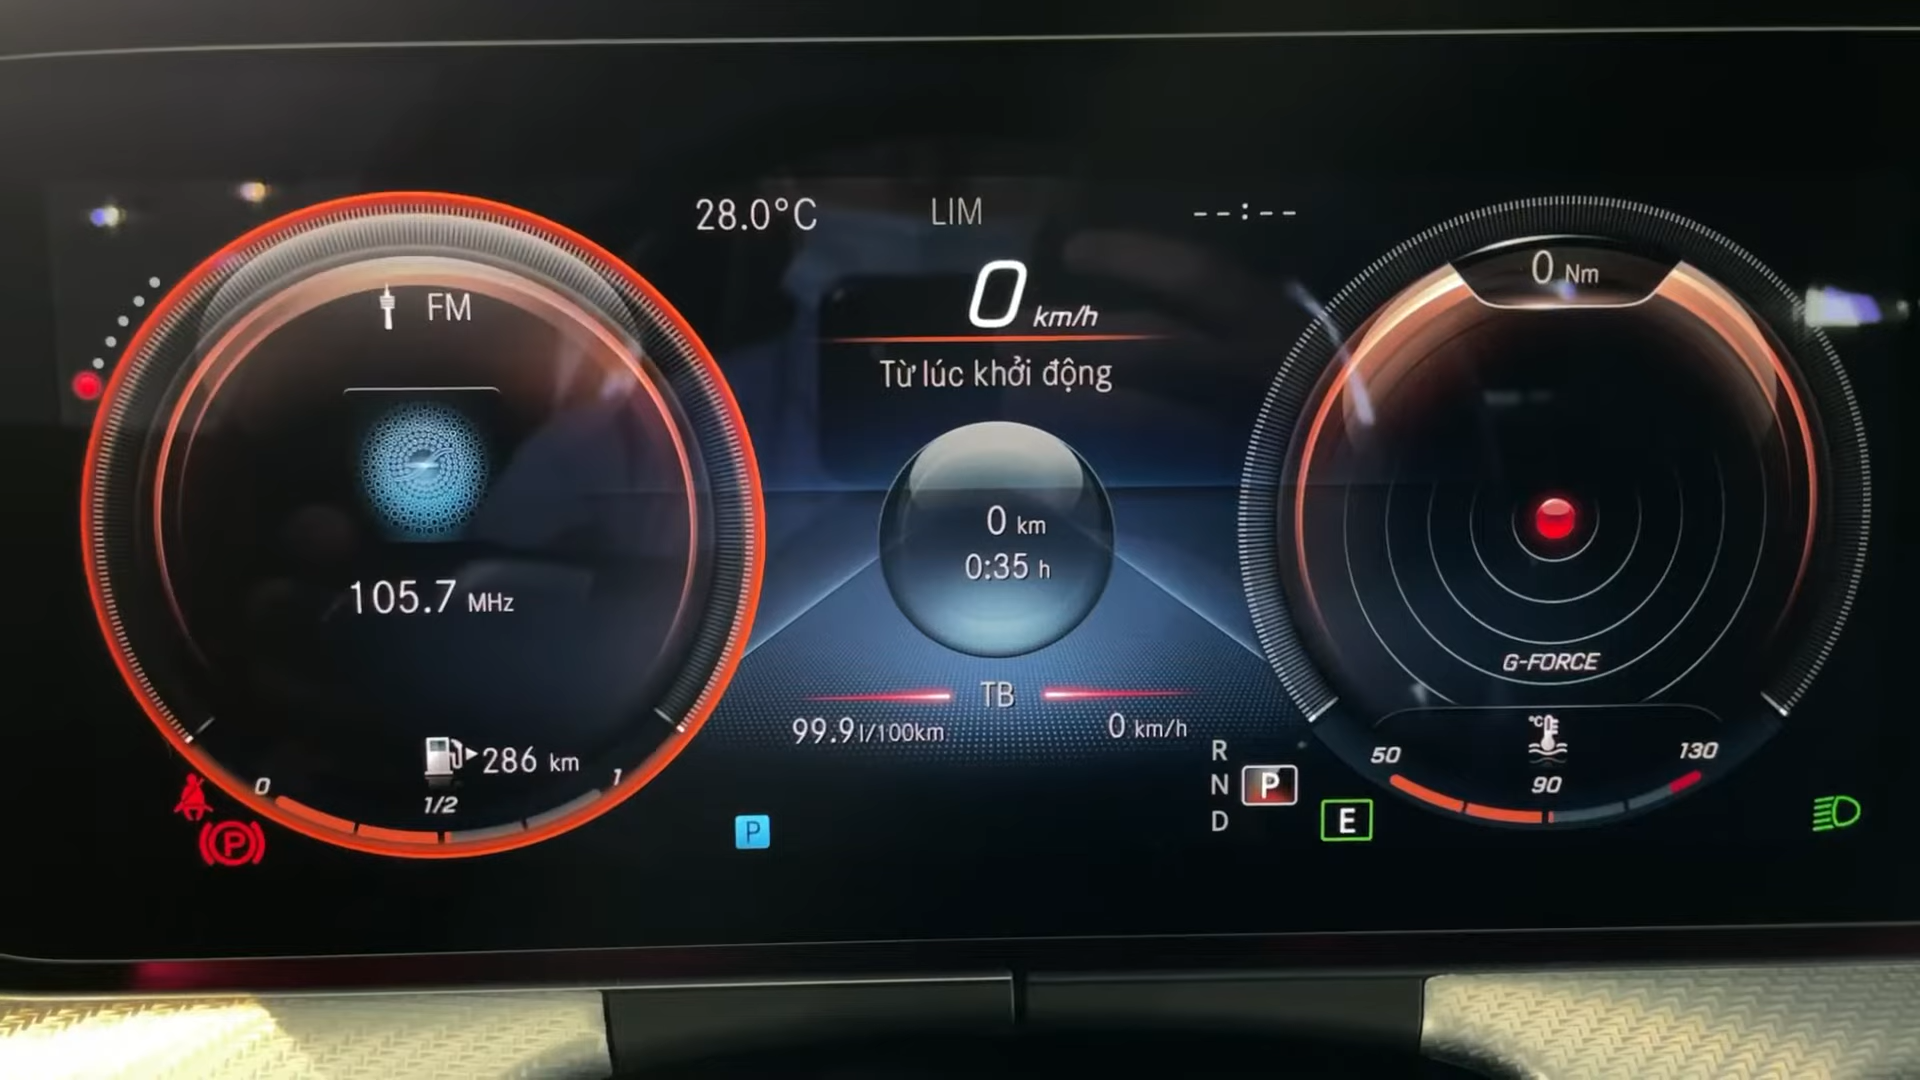 28.0°C
LIM
--:--
0 km/h
Từ lúc khởi động
FM
105.7 MHz
286 km
0
1/2
1
0 km
0:35 h
TB
99.9 l/100km
0 km/h
P
P
R
N
D
P
E
0 Nm
G-FORCE
°C
50
90
130